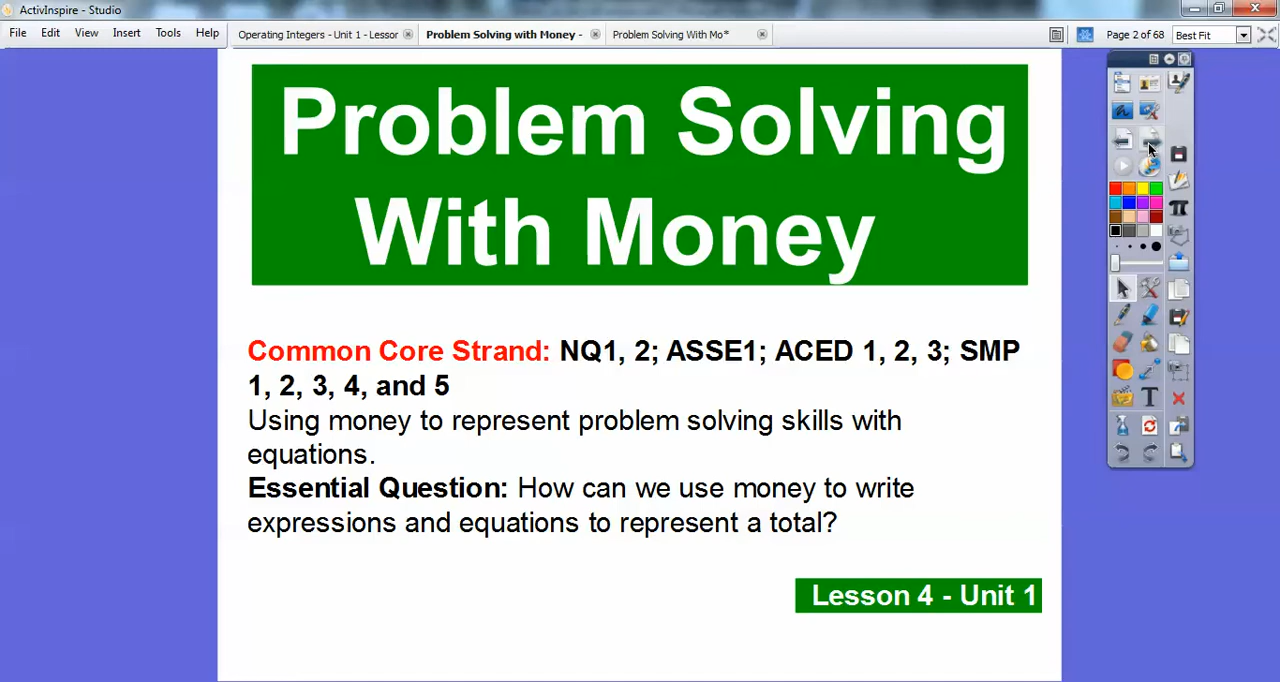 ActivInspire - Studio
File Edit View Insert Tools Help
Operating Integers - Unit 1 - Lessor Problem Solving with Money - Problem Solving With Mo* Page 2 of 68 Best Fit
Problem Solving
With Money
Common Core Strand: NQ1, 2; ASSE1; ACED 1, 2, 3; SMP
1, 2, 3, 4, and 5
Using money to represent problem solving skills with
equations.
Essential Question: How can we use money to write
expressions and equations to represent a total?
Lesson 4 - Unit 1